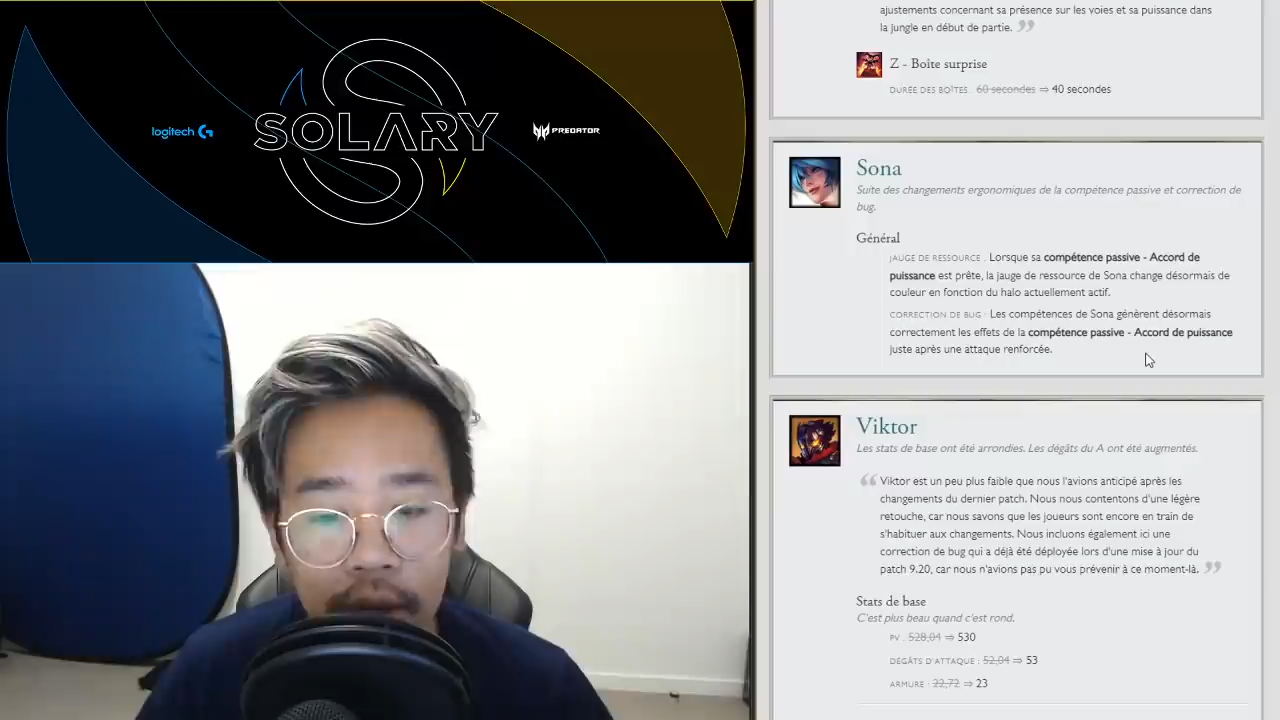 logitech G
SOLARY
PREDATOR
ajustements concernant sa présence sur les voies et sa puissance dans
la jungle en début de partie.
Z - Boîte surprise
DURÉE DES BOÎTES : 60 secondes ⇒ 40 secondes
Sona
Suite des changements ergonomiques de la compétence passive et correction de
bug.
Général
JAUGE DE RESSOURCE : Lorsque sa compétence passive - Accord de
puissance est prête, la jauge de ressource de Sona change désormais de
couleur en fonction du halo actuellement actif.
CORRECTION DE BUG : Les compétences de Sona génèrent désormais
correctement les effets de la compétence passive - Accord de puissance
juste après une attaque renforcée.
Viktor
Les stats de base ont été arrondies. Les dégâts du A ont été augmentés.
Viktor est un peu plus faible que nous l'avions anticipé après les
changements du dernier patch. Nous nous contentons d'une légère
retouche, car nous savons que les joueurs sont encore en train de
s'habituer aux changements. Nous incluons également ici une
correction de bug qui a déjà été déployée lors d'une mise à jour du
patch 9.20, car nous n'avions pas pu vous prévenir à ce moment-là.
Stats de base
C'est plus beau quand c'est rond.
PV : 528,04 ⇒ 530
DÉGÂTS D'ATTAQUE : 52,04 ⇒ 53
ARMURE : 22,72 ⇒ 23